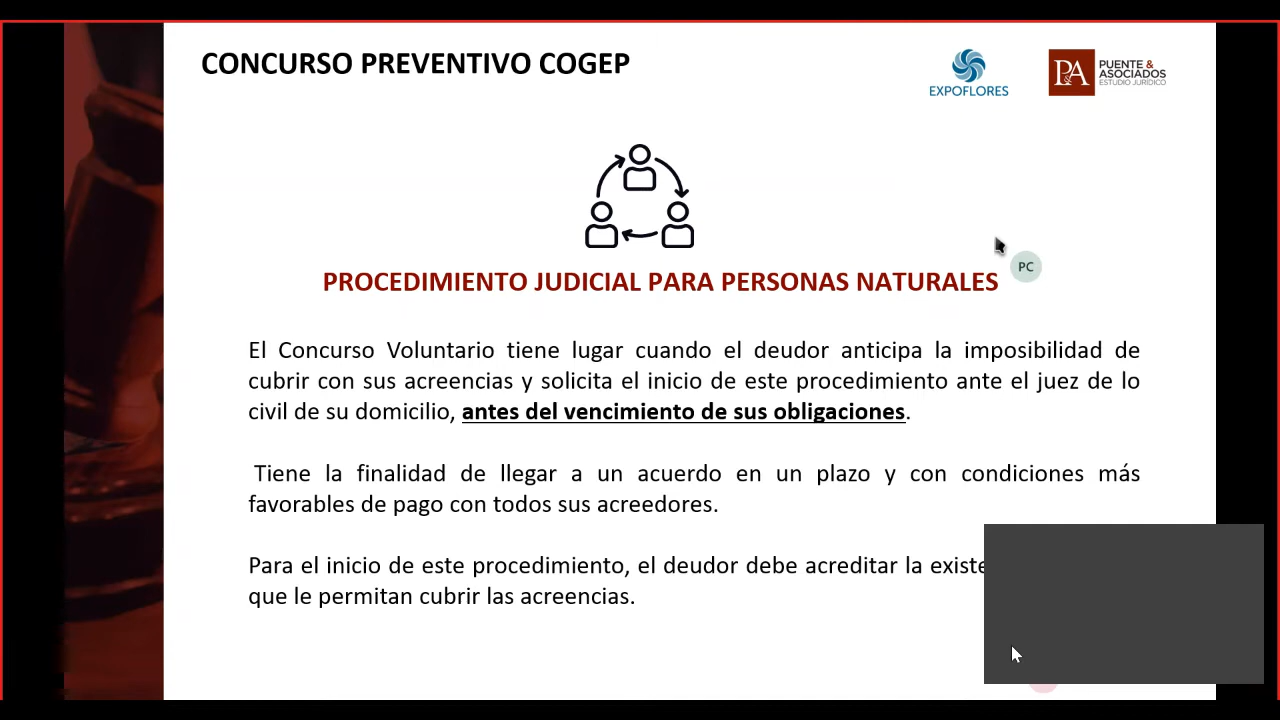 CONCURSO PREVENTIVO COGEP
EXPOFLORES
P&A
PUENTE &
ASOCIADOS
ESTUDIO JURÍDICO
PC
PROCEDIMIENTO JUDICIAL PARA PERSONAS NATURALES
El Concurso Voluntario tiene lugar cuando el deudor anticipa la imposibilidad de
cubrir con sus acreencias y solicita el inicio de este procedimiento ante el juez de lo
civil de su domicilio, antes del vencimiento de sus obligaciones.
Tiene la finalidad de llegar a un acuerdo en un plazo y con condiciones más
favorables de pago con todos sus acreedores.
Para el inicio de este procedimiento, el deudor debe acreditar la
que le permitan cubrir las acreencias.